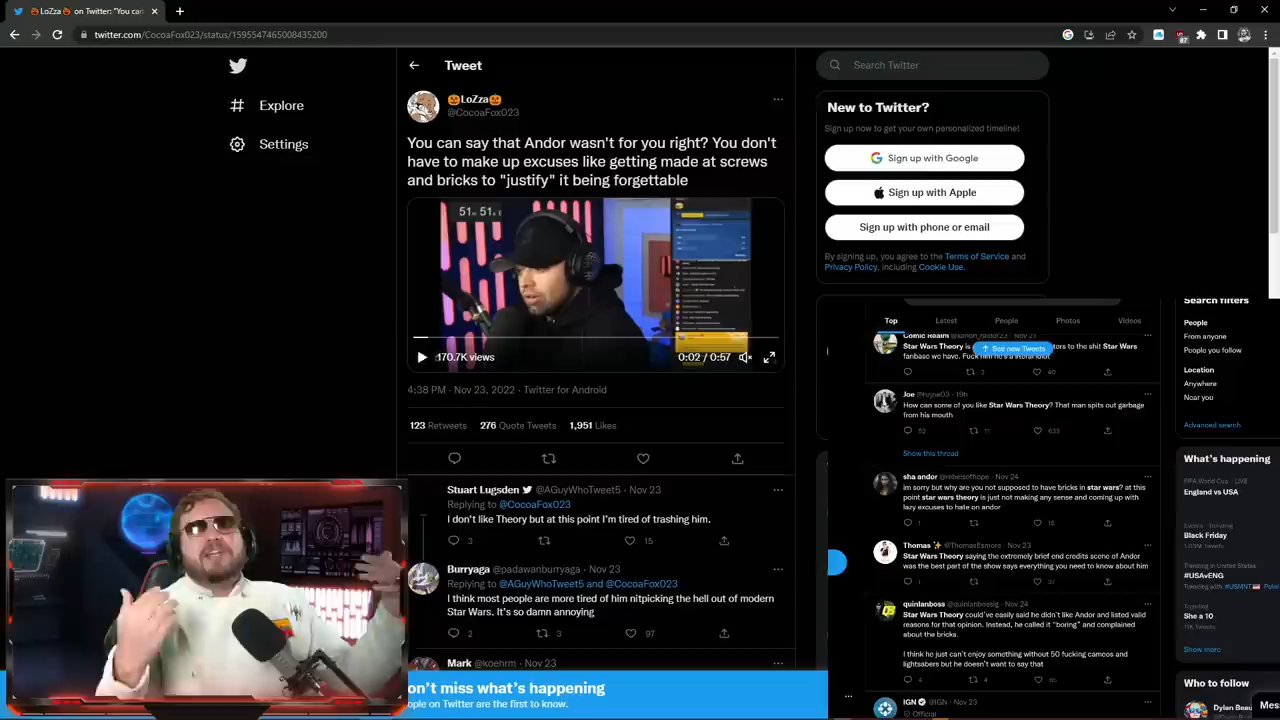 LoZza on Twitter: "You can
twitter.com/CocoaFox023/status/1595547465008435200
87
Explore
Settings
Tweet
LoZza
@CocoaFox023
You can say that Andor wasn't for you right? You don't
have to make up excuses like getting made at screws
and bricks to "justify" it being forgettable
170.7K views
0:02 / 0:57
4:38 PM · Nov 23, 2022 · Twitter for Android
123 Retweets 276 Quote Tweets 1,951 Likes
Stuart Lugsden @AGuyWhoTweet5 · Nov 23
Replying to @CocoaFox023
I don't like Theory but at this point I'm tired of trashing him.
3 15
Burryaga @padawanburryaga · Nov 23
Replying to @AGuyWhoTweet5 and @CocoaFox023
I think most people are more tired of him nitpicking the hell out of modern
Star Wars. It's so damn annoying
2 3 97
Mark @koehrm · Nov 23
on't miss what's happening
ople on Twitter are the first to know.
Search Twitter
New to Twitter?
Sign up now to get your own personalized timeline!
Sign up with Google
Sign up with Apple
Sign up with phone or email
By signing up, you agree to the Terms of Service and
Privacy Policy, including Cookie Use.
Top Latest People Photos Videos
Comic Realm Nov 21
See new Tweets
Star Wars Theory is tors to the shit Star Wars
fanbase we have. Fuck
3 40
Joe @hrjoe03 · 19h
How can some of you like Star Wars Theory? That man spits out garbage
from his mouth
52 11 633
Show this thread
sha andor @rebelsofhope · Nov 24
im sorry but why are you not supposed to have bricks in star wars? at this
point star wars theory is just not making any sense and coming up with
lazy excuses to hate on andor
1 16
Thomas @ThomasEsmore · Nov 23
Star Wars Theory saying the extremely brief end credits scene of Andor
was the best part of the show says everything you need to know about him
1 37
quinlanboss @quinlanbossig · Nov 24
Star Wars Theory could've easily said he didn't like Andor and listed valid
reasons for that opinion. Instead, he called it "boring" and complained
about the bricks.
I think he just can't enjoy something without 50 fucking cameos and
lightsabers but he doesn't want to say that
4 4 65
IGN @IGN · Nov 23
Official
Search filters
People
From anyone
People you follow
Location
Anywhere
Near you
Advanced search
What's happening
FIFA World Cup · LIVE
England vs USA
Black Friday
Trending in United States
#USAvENG
Trending with #USMNT
Trending
She a 10
11K Tweets
Show more
Who to follow
Dylan Beau
Mes